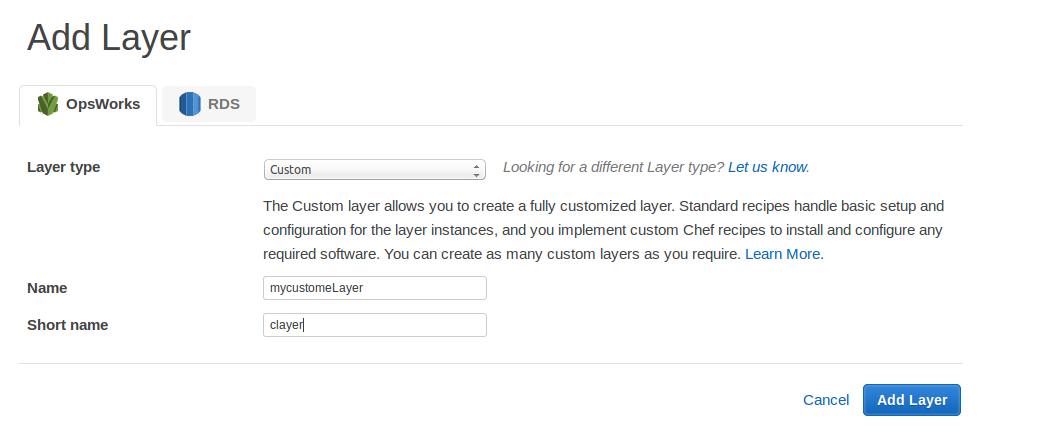 Add Layer
OpsWorks RDS
Layer type Custom Looking for a different Layer type? Let us know.
The Custom layer allows you to create a fully customized layer. Standard recipes handle basic setup and
configuration for the layer instances, and you implement custom Chef recipes to install and configure any
required software. You can create as many custom layers as you require. Learn More.
Name mycustomeLayer
Short name clayer
Cancel Add Layer